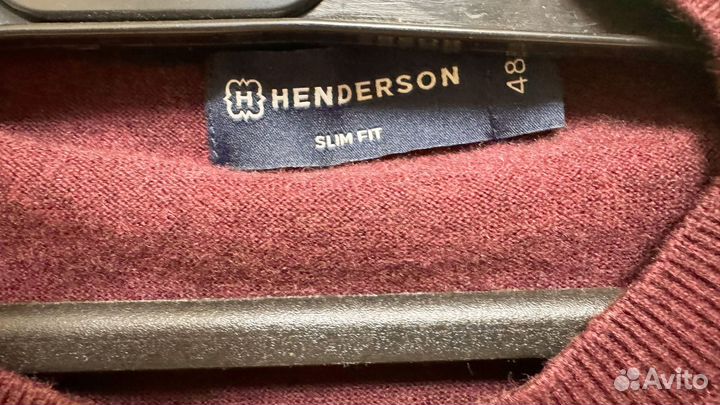 H HENDERSON
SLIM FIT
48
Avito